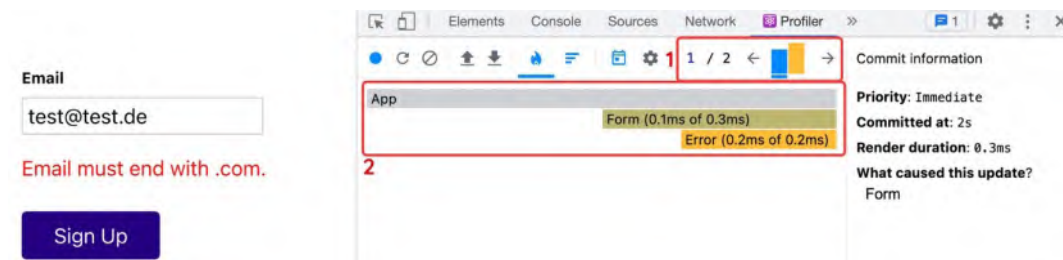 Email
test@test.de
Email must end with .com.
Sign Up
Elements Console Sources Network Profiler » 1
1 1 / 2
App
Form (0.1ms of 0.3ms)
Error (0.2ms of 0.2ms)
2
Commit information
Priority: Immediate
Committed at: 2s
Render duration: 0.3ms
What caused this update?
Form